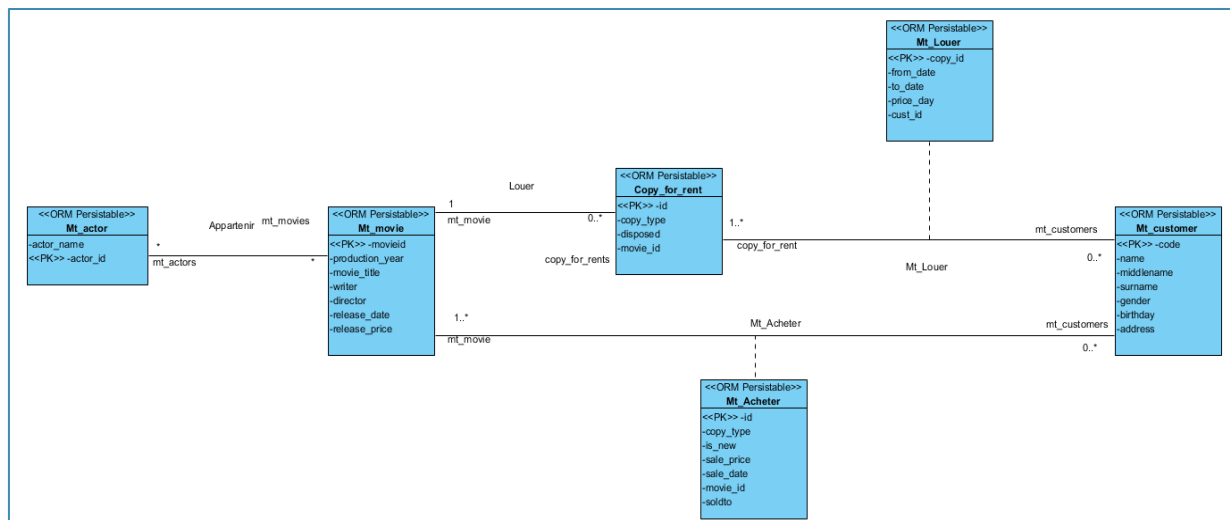 <<ORM Persistable>>
Mt_Louer
<<PK>> -copy_id
-from_date
-to_date
-price_day
-cust_id
<<ORM Persistable>>
Mt_actor
-actor_name
<<PK>> -actor_id
Appartenir
mt_movies
*
mt_actors
*
<<ORM Persistable>>
Mt_movie
<<PK>> -movieid
-production_year
-movie_title
-writer
-director
-release_date
-release_price
Louer
1
mt_movie
0..*
copy_for_rents
<<ORM Persistable>>
Copy_for_rent
<<PK>> -id
-copy_type
-disposed
-movie_id
1..*
copy_for_rent
mt_customers
0..*
Mt_Louer
<<ORM Persistable>>
Mt_customer
<<PK>> -code
-name
-middlename
-surname
-gender
-birthday
-address
1..*
mt_movie
Mt_Acheter
mt_customers
0..*
<<ORM Persistable>>
Mt_Acheter
<<PK>> -id
-copy_type
-is_new
-sale_price
-sale_date
-movie_id
-soldto